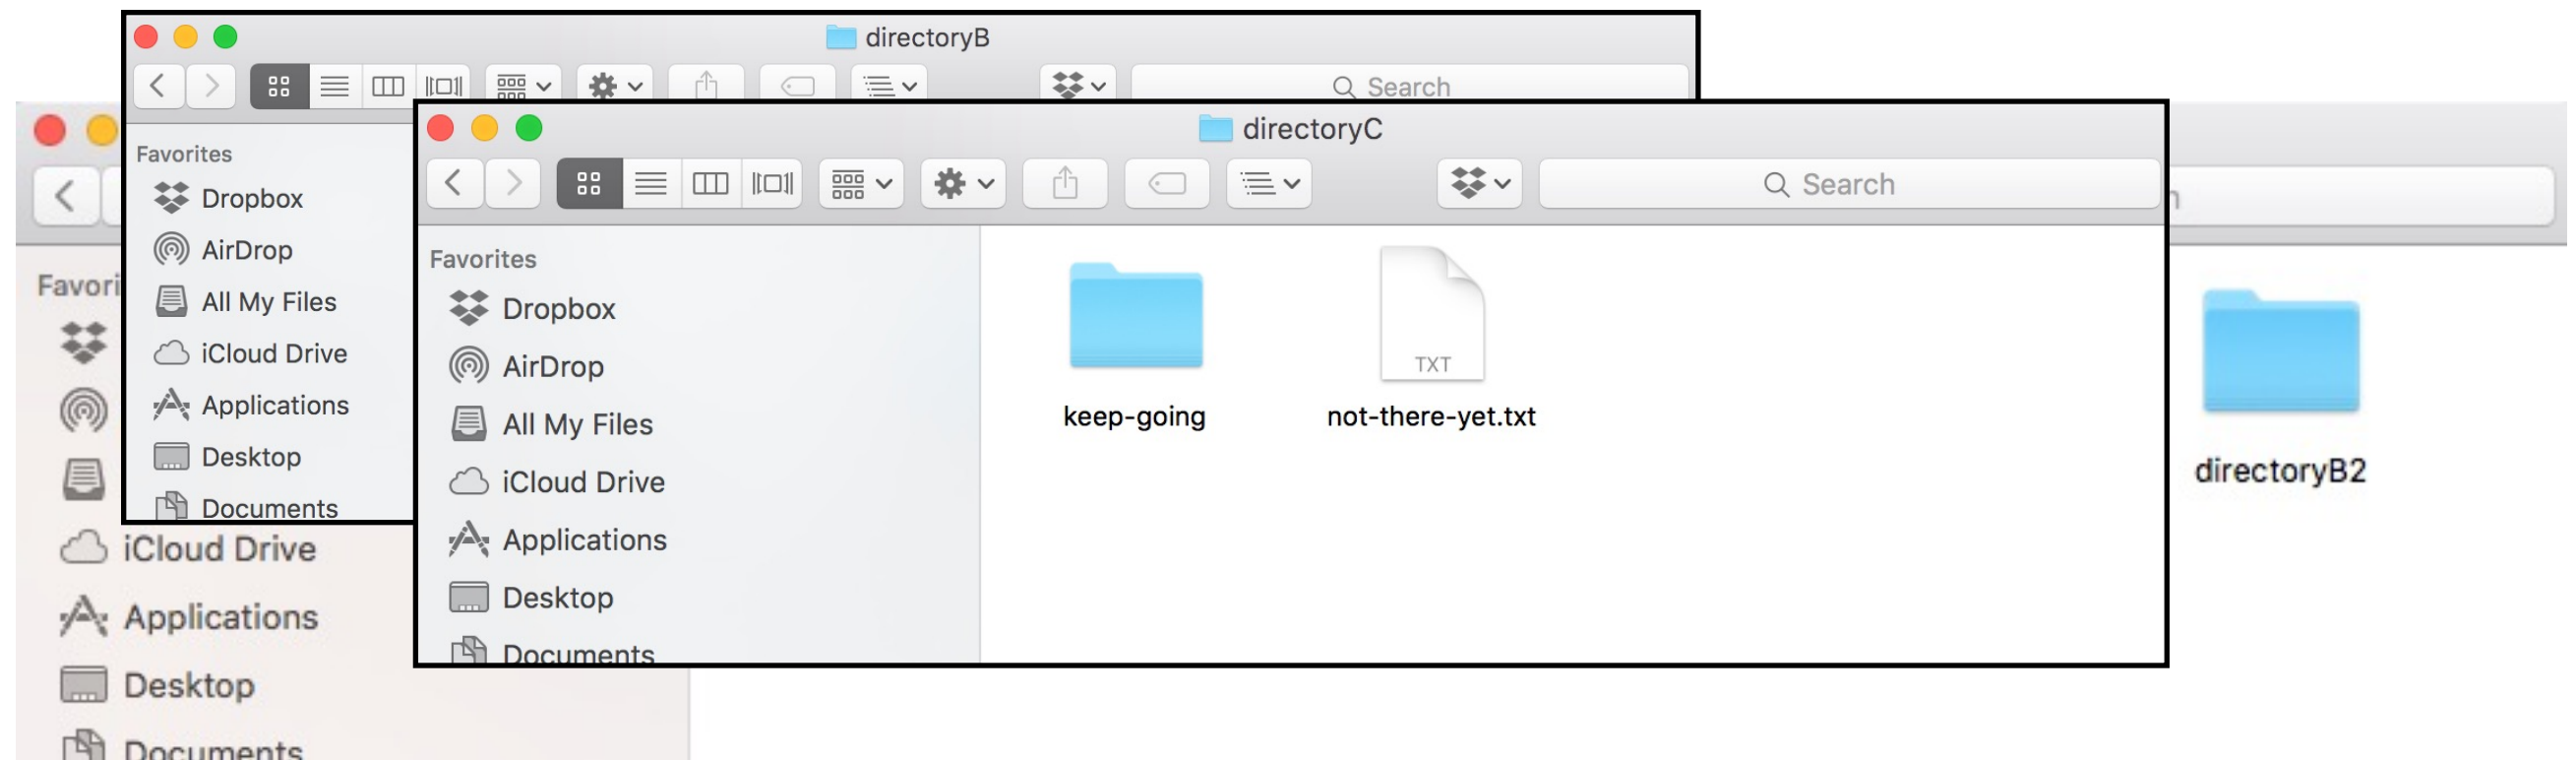 directoryB
Search
Favorites
Dropbox
AirDrop
All My Files
iCloud Drive
Applications
Desktop
Documents
directoryC
Search
Favorites
Dropbox
AirDrop
All My Files
iCloud Drive
Applications
Desktop
Documents
keep-going
TXT
not-there-yet.txt
Favori
iCloud Drive
Applications
Desktop
Documents
directoryB2